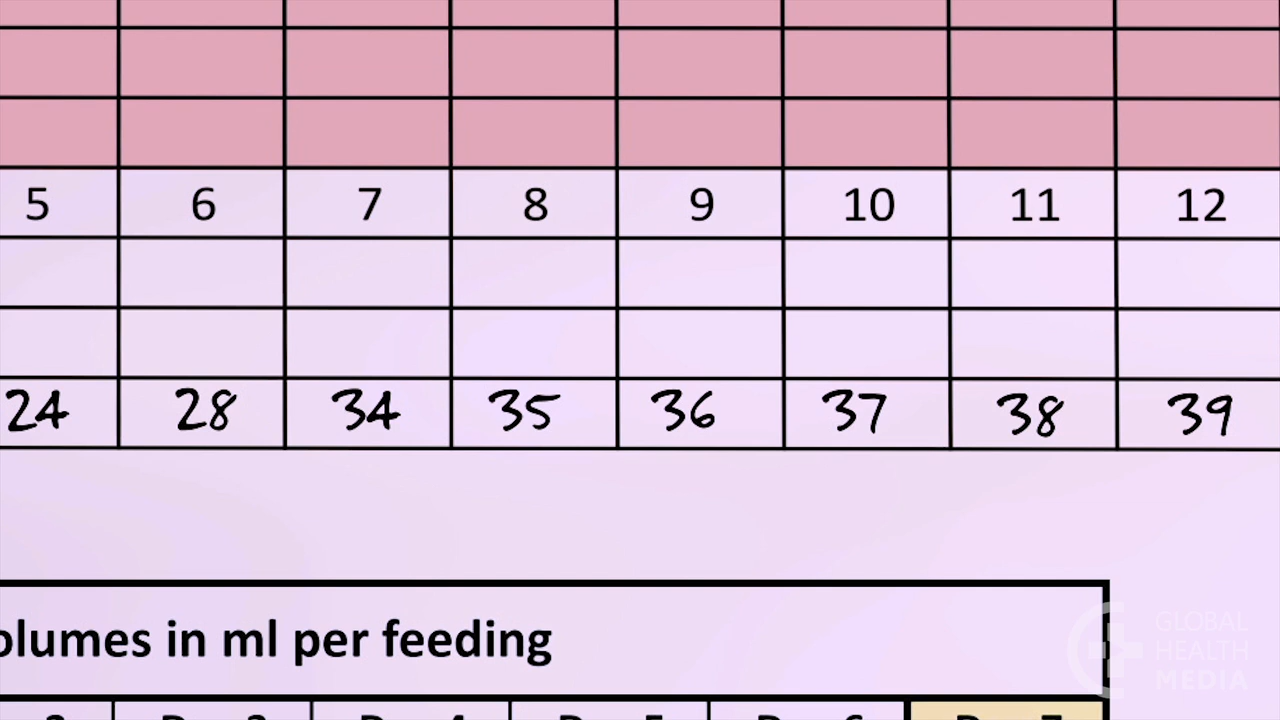 5 6 7 8 9 10 11 12
24 28 34 35 36 37 38 39
olumes in ml per feeding
GLOBAL
HEALTH
MEDIA